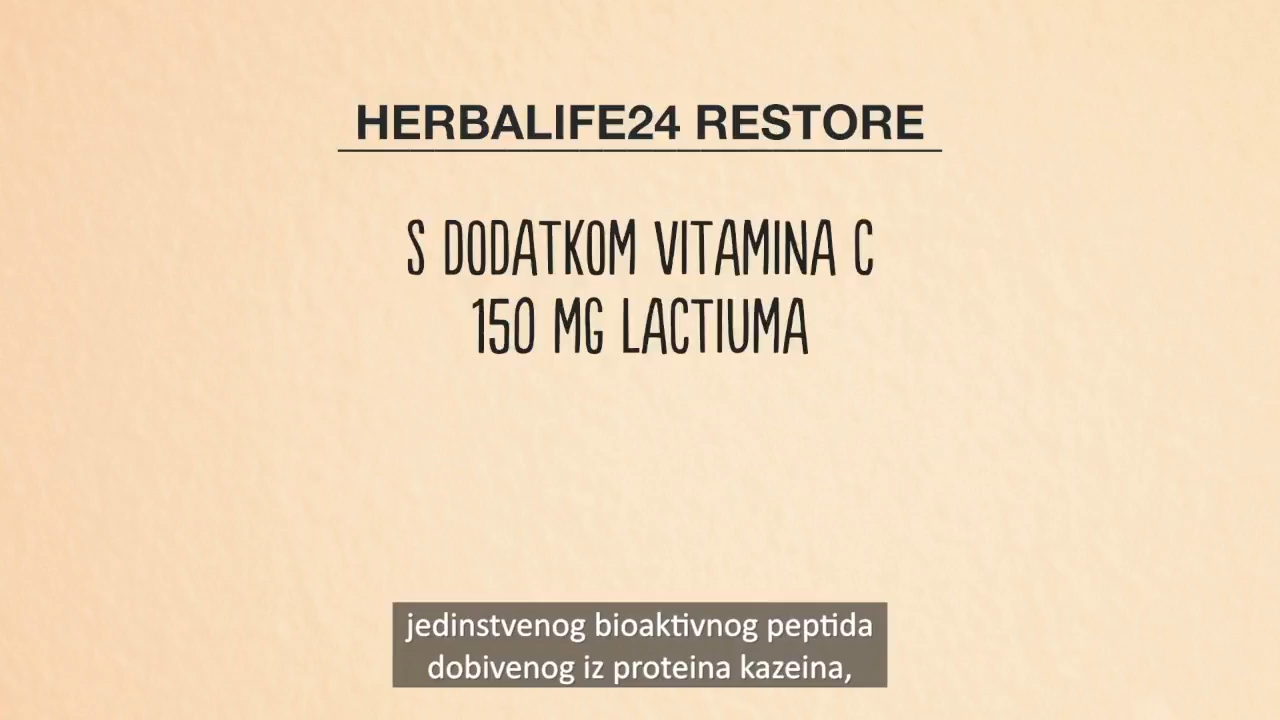 HERBALIFE24 RESTORE
S DODATKOM VITAMINA C
150 MG LACTIUMA
jedinstvenog bioaktivnog peptida
dobivenog iz proteina kazeina,